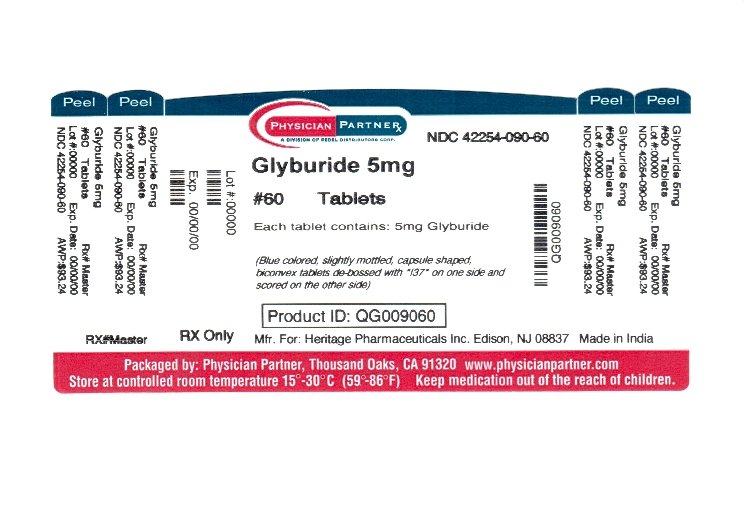 Peel
Glyburide 5mg
#60 Tablets Rx# Master
Lot #:00000 Exp. Date: 00/00/00
NDC 42254-090-60 AWP:$93.24
Peel
Glyburide 5mg
#60 Tablets Rx# Master
Lot #:00000 Exp. Date: 00/00/00
NDC 42254-090-60 AWP:$93.24
Lot #:00000
Exp. 00/00/00
PHYSICIAN PARTNER Rx
A DIVISION OF REBEL DISTRIBUTORS CORP.
NDC 42254-090-60
Glyburide 5mg
#60 Tablets
Each tablet contains: 5mg Glyburide
(Blue colored, slightly mottled, capsule shaped,
biconvex tablets de-bossed with "I37" on one side and
scored on the other side)
QG009060
Product ID: QG009060
RX#Master RX Only Mfr. For: Heritage Pharmaceuticals Inc. Edison, NJ 08837 Made in India
Peel
Glyburide 5mg
#60 Tablets Rx# Master
Lot #:00000 Exp. Date: 00/00/00
NDC 42254-090-60 AWP:$93.24
Peel
Glyburide 5mg
#60 Tablets Rx# Master
Lot #:00000 Exp. Date: 00/00/00
NDC 42254-090-60 AWP:$93.24
Packaged by: Physician Partner, Thousand Oaks, CA 91320 www.physicianpartner.com
Store at controlled room temperature 15°-30°C (59°-86°F) Keep medication out of the reach of children.